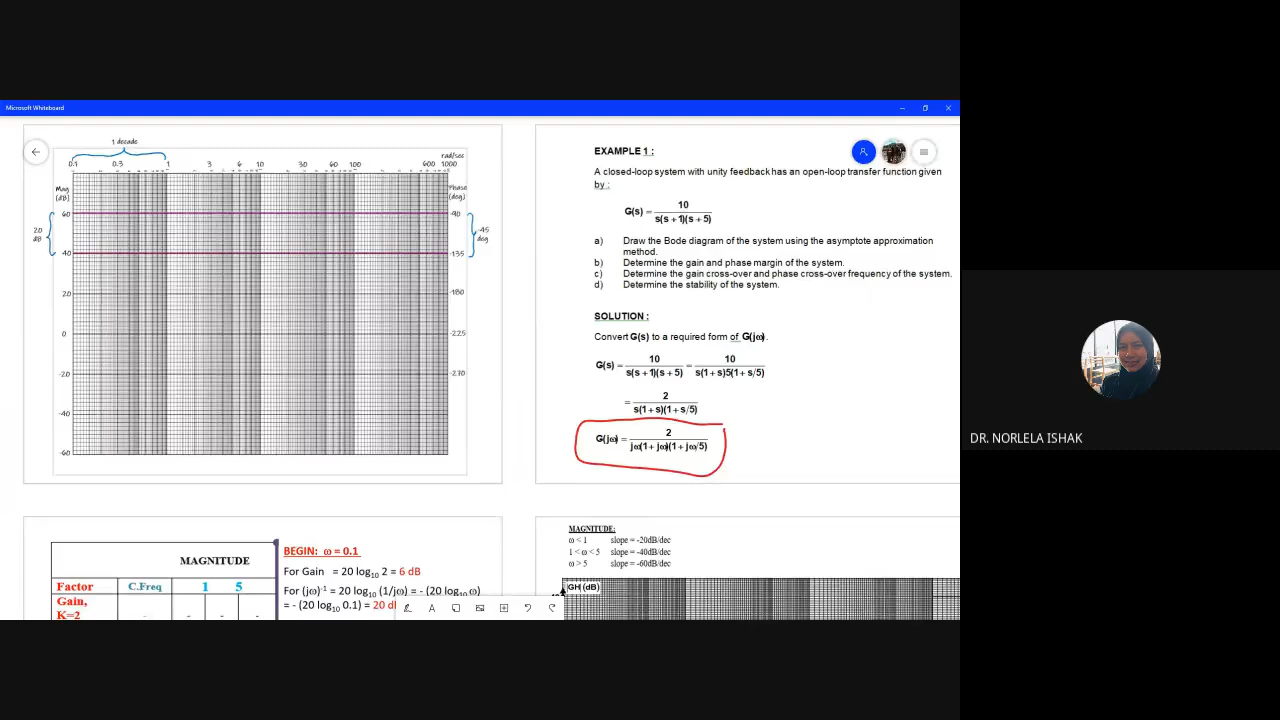 Microsoft Whiteboard
1 decade
0.1 0.3 1 3 6 10 30 60 100 600 1000
rad/sec
Mag
(dB)
Phase
(deg)
60
-90
20
dB
-45
deg
40
-135
20
-180
0
-225
-20
-270
-40
-60
EXAMPLE 1 :
A closed-loop system with unity feedback has an open-loop transfer function given
by :
G(s) = 10 / s(s + 1)(s + 5)
a) Draw the Bode diagram of the system using the asymptote approximation
method.
b) Determine the gain and phase margin of the system.
c) Determine the gain cross-over and phase cross-over frequency of the system.
d) Determine the stability of the system.
SOLUTION :
Convert G(s) to a required form of G(jω).
G(s) = 10 / s(s + 1)(s + 5) = 10 / s(1 + s)5(1 + s/5)
= 2 / s(1 + s)(1 + s/5)
G(jω) = 2 / jω(1 + jω)(1 + jω/5)
MAGNITUDE
Factor C.Freq 1 5
Gain,
K=2 - - -
BEGIN: ω = 0.1
For Gain = 20 log10 2 = 6 dB
For (jω)-1 = 20 log10 (1/jω) = - (20 log10 ω)
= - (20 log10 0.1) = 20 d
MAGNITUDE:
ω < 1 slope = -20dB/dec
1 < ω < 5 slope = -40dB/dec
ω > 5 slope = -60dB/dec
GH (dB)
DR. NORLELA ISHAK